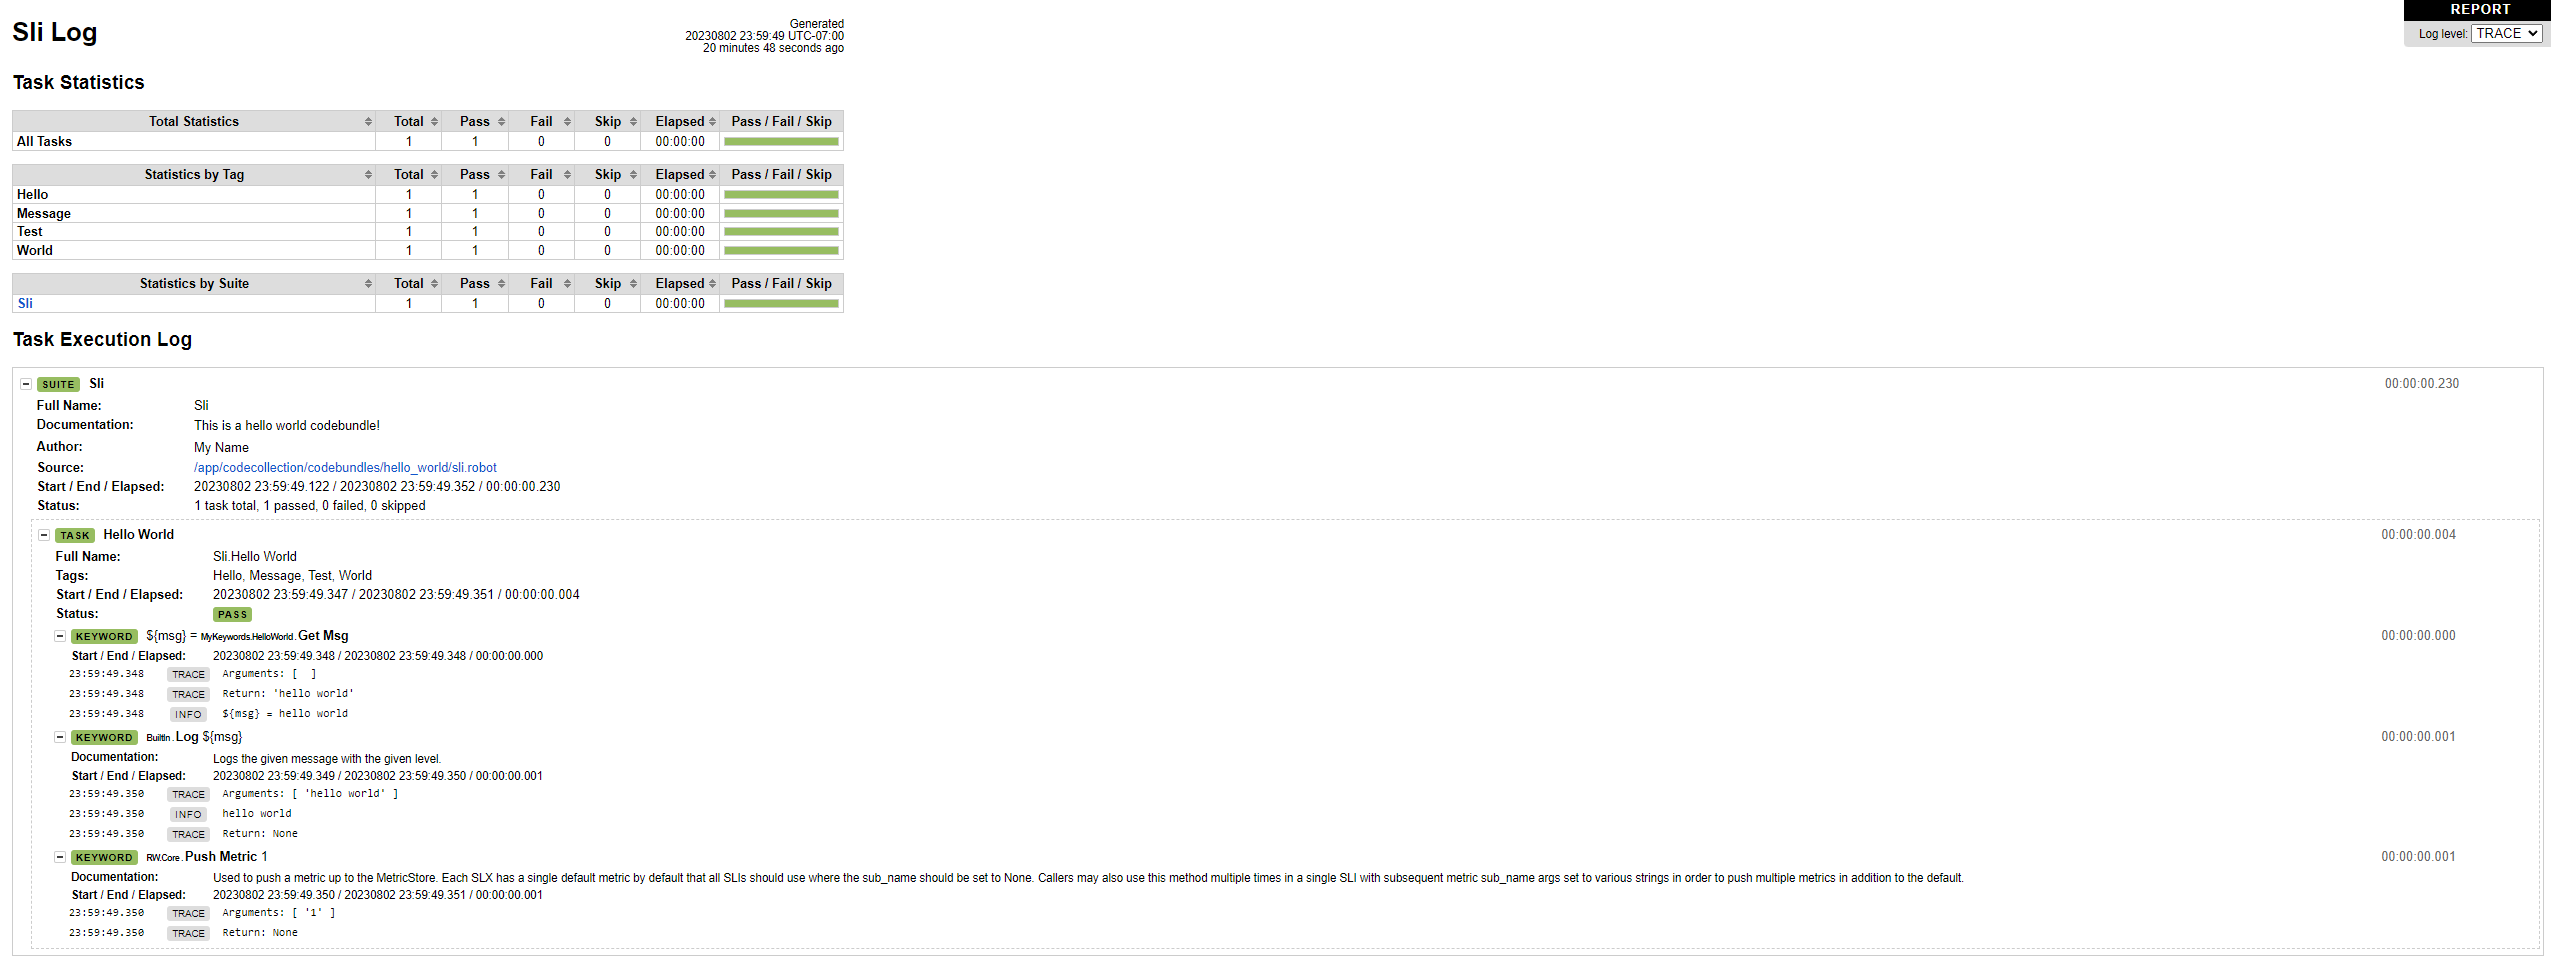 Sli Log
Generated
20230802 23:59:49 UTC-07:00
20 minutes 48 seconds ago
REPORT
Log level: TRACE
Task Statistics
Total Statistics Total Pass Fail Skip Elapsed Pass / Fail / Skip
All Tasks 1 1 0 0 00:00:00
Statistics by Tag Total Pass Fail Skip Elapsed Pass / Fail / Skip
Hello 1 1 0 0 00:00:00
Message 1 1 0 0 00:00:00
Test 1 1 0 0 00:00:00
World 1 1 0 0 00:00:00
Statistics by Suite Total Pass Fail Skip Elapsed Pass / Fail / Skip
Sli 1 1 0 0 00:00:00
Task Execution Log
SUITE Sli 00:00:00.230
Full Name: Sli
Documentation: This is a hello world codebundle!
Author: My Name
Source: /app/codecollection/codebundles/hello_world/sli.robot
Start / End / Elapsed: 20230802 23:59:49.122 / 20230802 23:59:49.352 / 00:00:00.230
Status: 1 task total, 1 passed, 0 failed, 0 skipped
TASK Hello World 00:00:00.004
Full Name: Sli.Hello World
Tags: Hello, Message, Test, World
Start / End / Elapsed: 20230802 23:59:49.347 / 20230802 23:59:49.351 / 00:00:00.004
Status: PASS
KEYWORD ${msg} = MyKeywords.HelloWorld.Get Msg 00:00:00.000
Start / End / Elapsed: 20230802 23:59:49.348 / 20230802 23:59:49.348 / 00:00:00.000
23:59:49.348 TRACE Arguments: [ ]
23:59:49.348 TRACE Return: 'hello world'
23:59:49.348 INFO ${msg} = hello world
KEYWORD BuiltIn.Log ${msg} 00:00:00.001
Documentation: Logs the given message with the given level.
Start / End / Elapsed: 20230802 23:59:49.349 / 20230802 23:59:49.350 / 00:00:00.001
23:59:49.350 TRACE Arguments: [ 'hello world' ]
23:59:49.350 INFO hello world
23:59:49.350 TRACE Return: None
KEYWORD RW.Core.Push Metric 1 00:00:00.001
Documentation: Used to push a metric up to the MetricStore. Each SLX has a single default metric by default that all SLIs should use where the sub_name should be set to None. Callers may also use this method multiple times in a single SLI with subsequent metric sub_name args set to various strings in order to push multiple metrics in addition to the default.
Start / End / Elapsed: 20230802 23:59:49.350 / 20230802 23:59:49.351 / 00:00:00.001
23:59:49.350 TRACE Arguments: [ '1' ]
23:59:49.350 TRACE Return: None